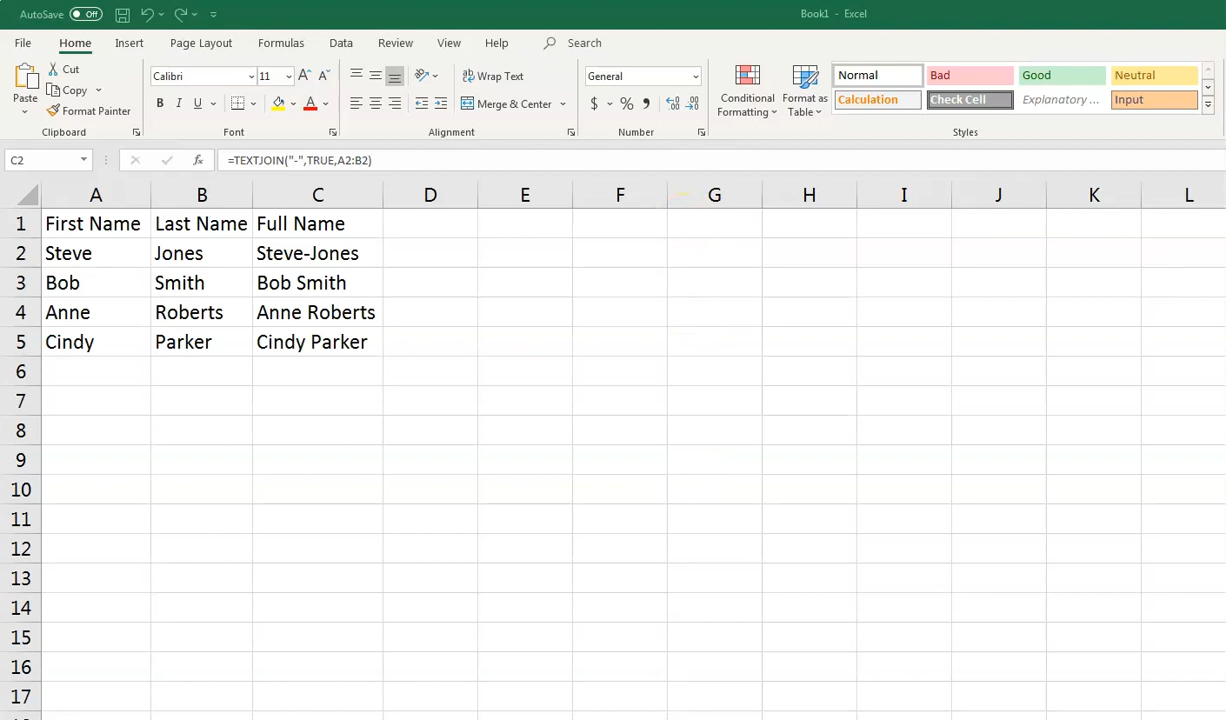 AutoSave Off Book1 - Excel
File Home Insert Page Layout Formulas Data Review View Help Search
Paste Cut Copy Format Painter Clipboard
Calibri 11 A A B I U A Font
ab Wrap Text Merge & Center Alignment
General $ % , Number
Conditional Formatting Format as Table
Normal Bad Good Neutral
Calculation Check Cell Explanatory ... Input
Styles
C2 fx =TEXTJOIN("-",TRUE,A2:B2)
A B C D E F G H I J K L
1 First Name Last Name Full Name
2 Steve Jones Steve-Jones
3 Bob Smith Bob Smith
4 Anne Roberts Anne Roberts
5 Cindy Parker Cindy Parker
6
7
8
9
10
11
12
13
14
15
16
17